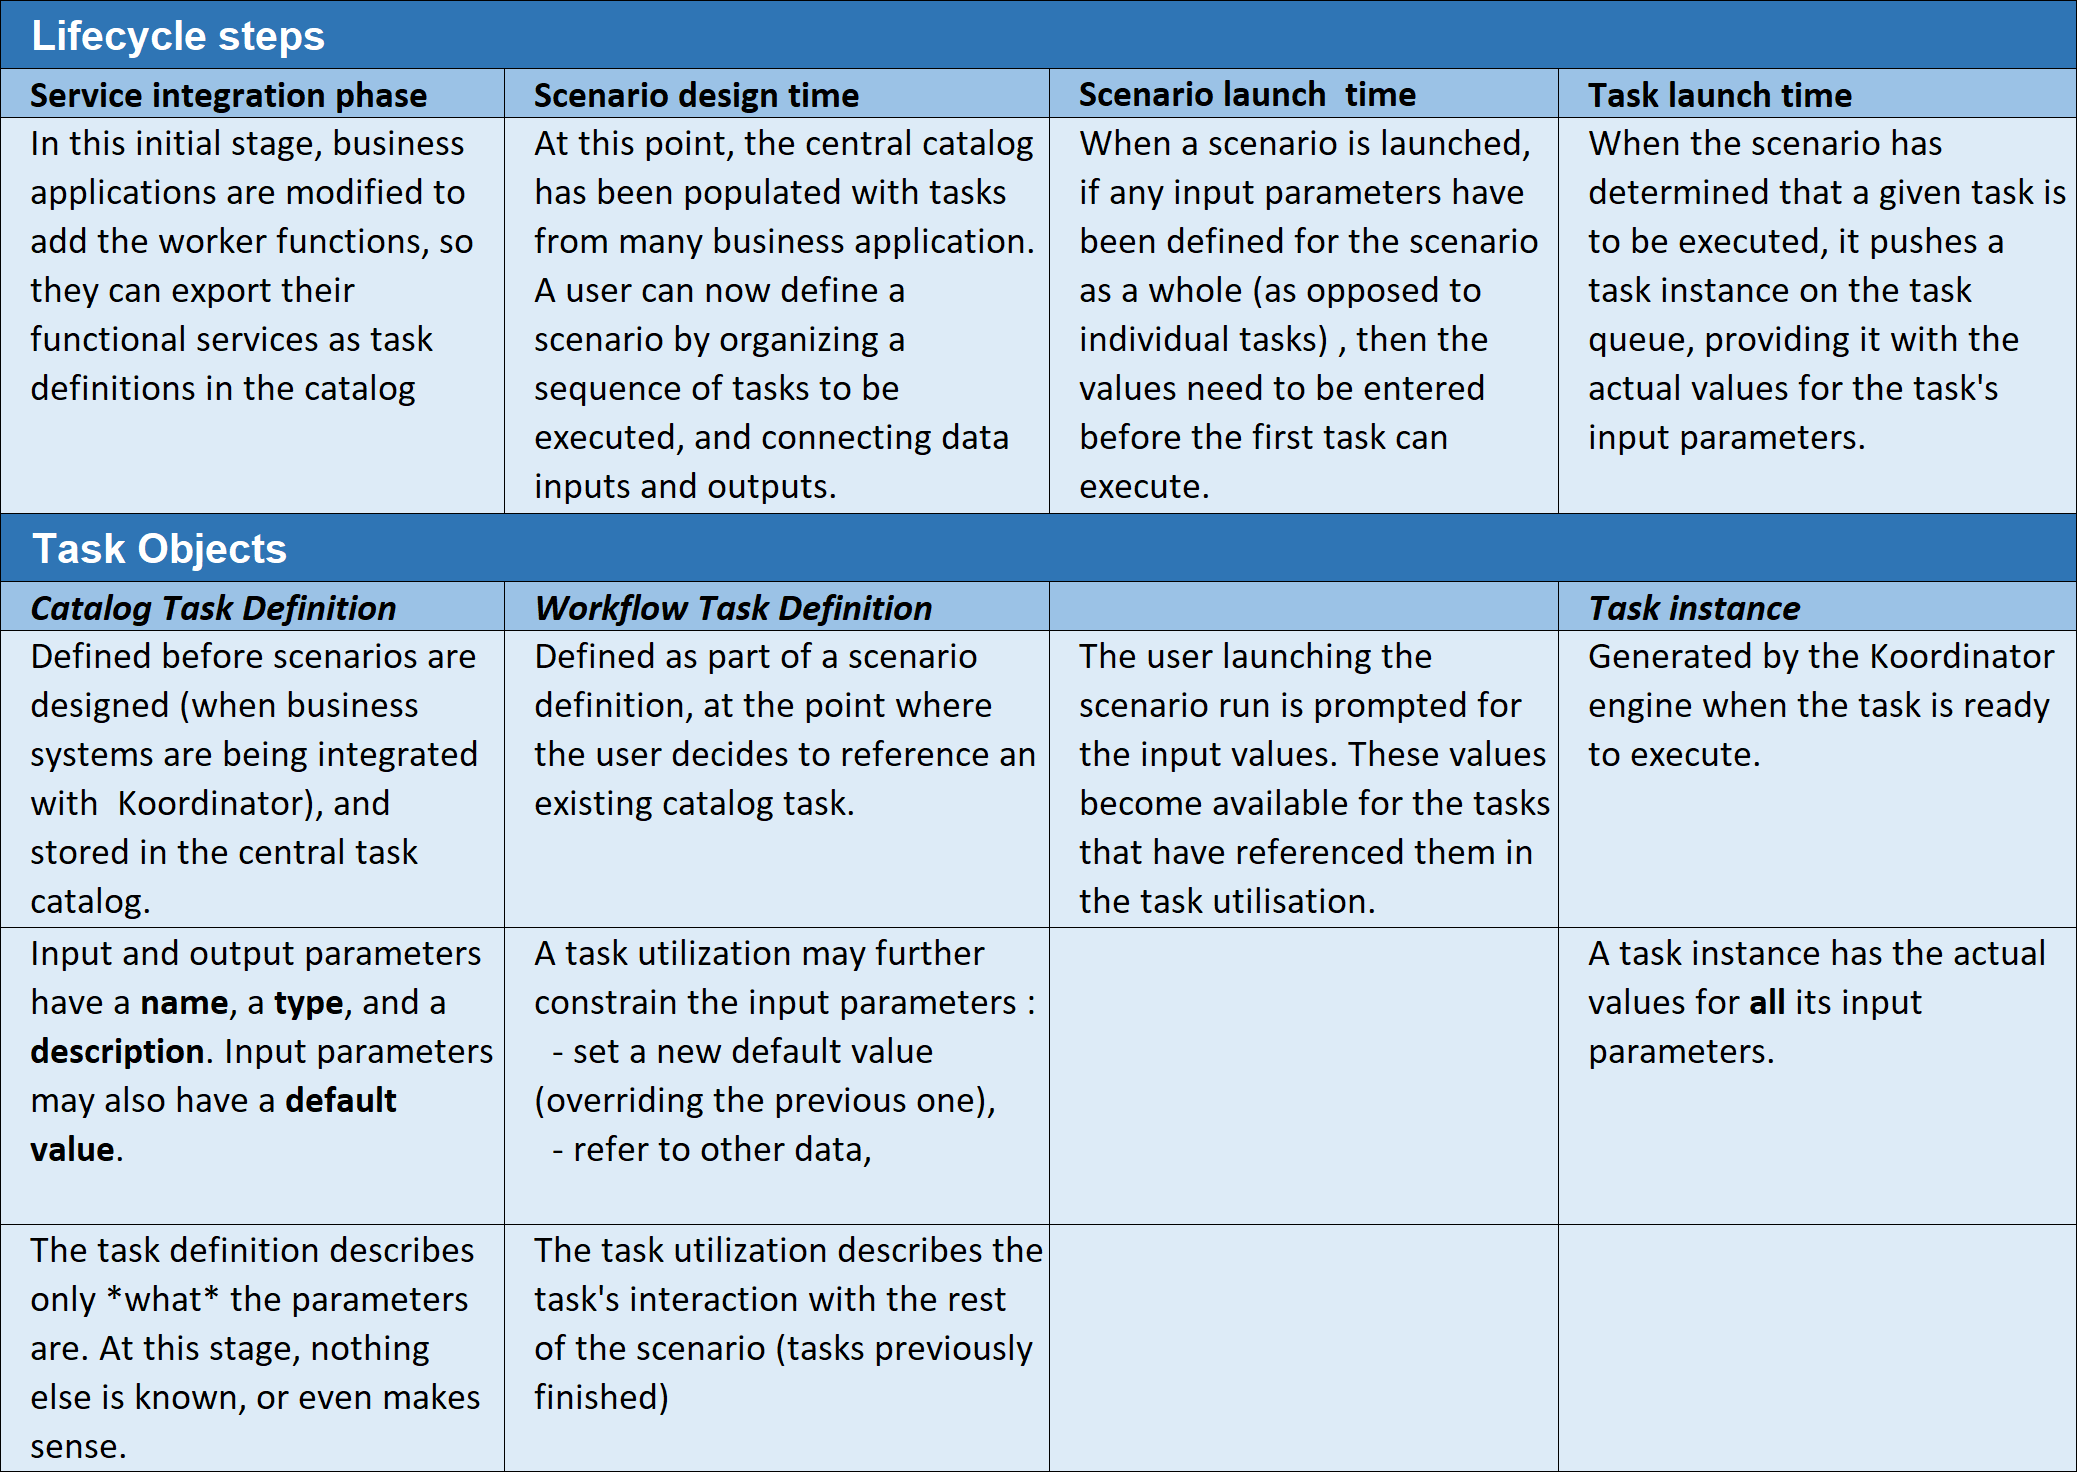 Lifecycle steps
Service integration phase
In this initial stage, business
applications are modified to
add the worker functions, so
they can export their
functional services as task
definitions in the catalog
Scenario design time
At this point, the central catalog
has been populated with tasks
from many business application.
A user can now define a
scenario by organizing a
sequence of tasks to be
executed, and connecting data
inputs and outputs.
Scenario launch  time
When a scenario is launched,
if any input parameters have
been defined for the scenario
as a whole (as opposed to
individual tasks) , then the
values need to be entered
before the first task can
execute.
Task launch time
When the scenario has
determined that a given task is
to be executed, it pushes a
task instance on the task
queue, providing it with the
actual values for the task's
input parameters.
Task Objects
Catalog Task Definition
Defined before scenarios are
designed (when business
systems are being integrated
with  Koordinator), and
stored in the central task
catalog.
Workflow Task Definition
Defined as part of a scenario
definition, at the point where
the user decides to reference an
existing catalog task.
The user launching the
scenario run is prompted for
the input values. These values
become available for the tasks
that have referenced them in
the task utilisation.
Task instance
Generated by the Koordinator
engine when the task is ready
to execute.
Input and output parameters
have a name, a type, and a
description. Input parameters
may also have a default
value.
A task utilization may further
constrain the input parameters :
- set a new default value
(overriding the previous one),
- refer to other data,
A task instance has the actual
values for all its input
parameters.
The task definition describes
only *what* the parameters
are. At this stage, nothing
else is known, or even makes
sense.
The task utilization describes the
task's interaction with the rest
of the scenario (tasks previously
finished)